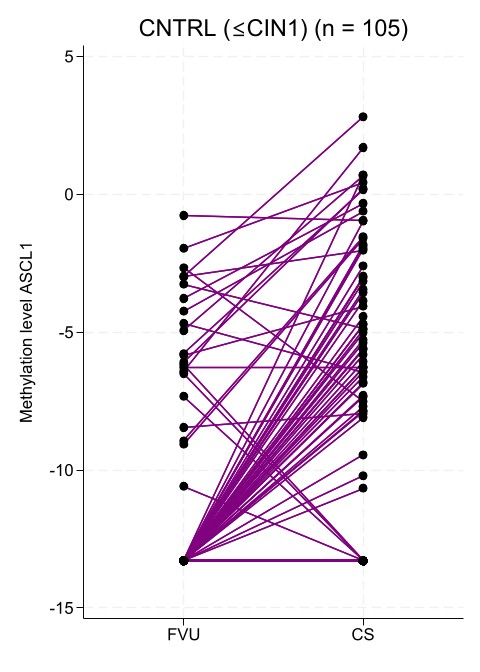 CNTRL (≤CIN1) (n = 105)
5
0
-5
-10
-15
Methylation level ASCL1
FVU CS